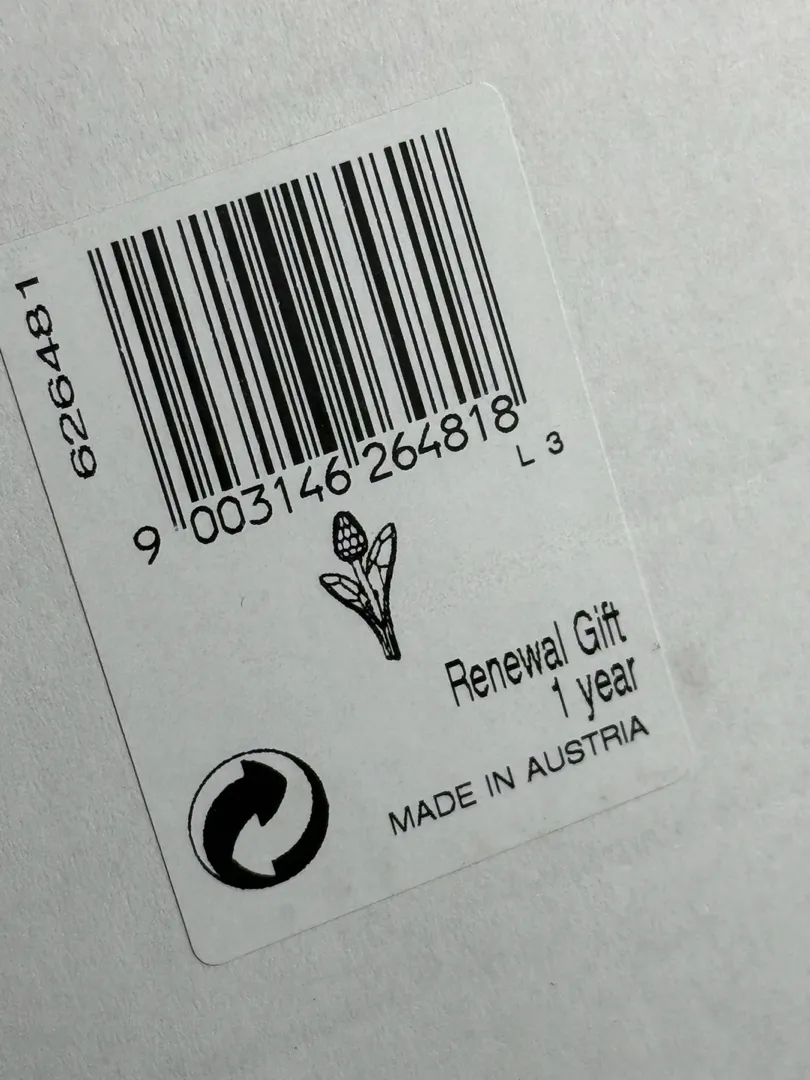 626481
9 003146 264818
L 3
Renewal Gift
1 year
MADE IN AUSTRIA